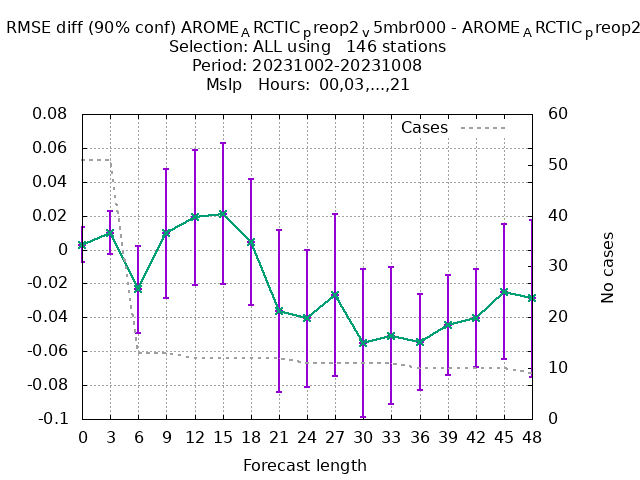 RMSE diff (90% conf) AROME_ARCTIC_preop2_v5mbr000 - AROME_ARCTIC_preop2
Selection: ALL using   146 stations
Period: 20231002-20231008
Mslp   Hours:  00,03,...,21
Cases
0.08
0.06
0.04
0.02
0
-0.02
-0.04
-0.06
-0.08
-0.1
60
50
40
30
20
10
0
No cases
0 3 6 9 12 15 18 21 24 27 30 33 36 39 42 45 48
Forecast length